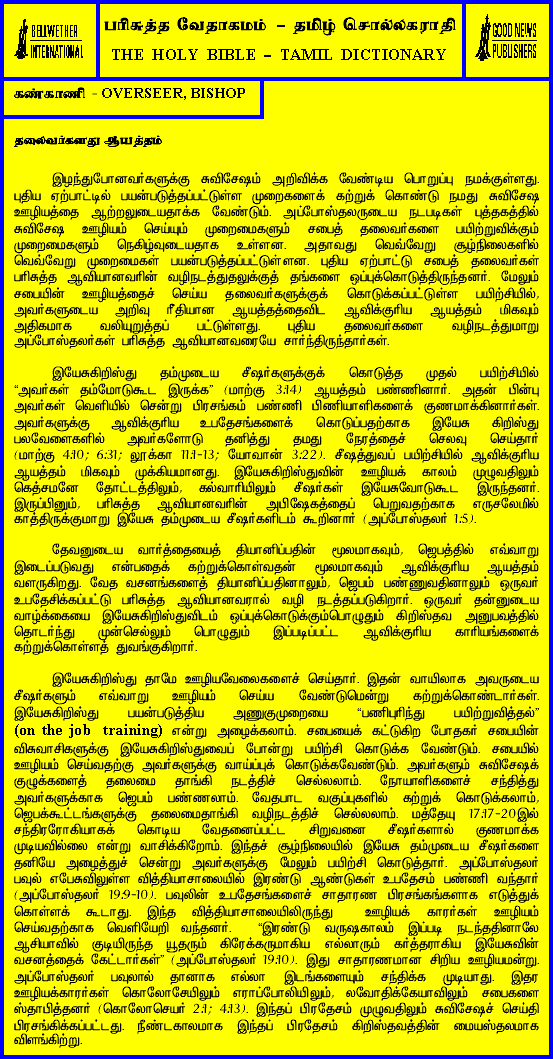 BELLWETHER
INTERNATIONAL
பரிசுத்த வேதாகமம் – தமிழ் சொல்லகராதி
THE HOLY BIBLE – TAMIL DICTIONARY
GOOD NEWS
PUBLISHERS
கண்காணி - OVERSEER, BISHOP
தலைவர்களது ஆயத்தம்
இழந்துபோனவர்களுக்கு சுவிசேஷம் அறிவிக்க வேண்டிய பொறுப்பு நமக்குள்ளது.
புதிய ஏற்பாட்டில் பயன்படுத்தப்பட்டுள்ள முறைகளைக் கற்றுக் கொண்டு நமது சுவிசேஷ
ஊழியத்தை ஆற்றலுடையதாக்க வேண்டும். அப்போஸ்தலருடைய நடபடிகள் புத்தகத்தில்
சுவிசேஷ ஊழியம் செய்யும் முறைமைகளும் சபைத் தலைவர்களை பயிற்றுவிக்கும்
முறைமைகளும் நெகிழ்வுடையதாக உள்ளன. அதாவது வெவ்வேறு சூழ்நிலைகளில்
வெவ்வேறு முறைமைகள் பயன்படுத்தப்பட்டுள்ளன. புதிய ஏற்பாட்டு சபைத் தலைவர்கள்
பரிசுத்த ஆவியானவரின் வழிநடத்துதலுக்குத் தங்களை ஒப்புக்கொடுத்திருந்தனர். மேலும்
சபையின் ஊழியத்தைச் செய்ய தலைவர்களுக்குக் கொடுக்கப்பட்டுள்ள பயிற்சியில்,
அவர்களுடைய அறிவு ரீதியான ஆயத்தத்தைவிட ஆவிக்குரிய ஆயத்தம் மிகவும்
அதிகமாக வலியுறுத்தப் பட்டுள்ளது. புதிய தலைவர்களை வழிநடத்துமாறு
அப்போஸ்தலர்கள் பரிசுத்த ஆவியானவரையே சார்ந்திருந்தார்கள்.
இயேசுகிறிஸ்து தம்முடைய சீஷர்களுக்குக் கொடுத்த முதல் பயிற்சியில்
“அவர்கள் தம்மோடுகூட இருக்க” (மாற்கு 3:14) ஆயத்தம் பண்ணினார். அதன் பின்பு
அவர்கள் வெளியில் சென்று பிரசங்கம் பண்ணி பிணியாளிகளைக் குணமாக்கினார்கள்.
அவர்களுக்கு ஆவிக்குரிய உபதேசங்களைக் கொடுப்பதற்காக இயேசு கிறிஸ்து
பலவேளைகளில் அவர்களோடு தனித்து தமது நேரத்தைச் செலவு செய்தார்
(மாற்கு 4:10; 6:31; லூக்கா 11:1-13; யோவான் 3:22). சீஷத்துவப் பயிற்சியில் ஆவிக்குரிய
ஆயத்தம் மிகவும் முக்கியமானது. இயேசுகிறிஸ்துவின் ஊழியக் காலம் முழுவதிலும்
கெத்சமனே தோட்டத்திலும், கல்வாரியிலும் சீஷர்கள் இயேசுவோடுகூட இருந்தனர்.
இருப்பினும், பரிசுத்த ஆவியானவரின் அபிஷேகத்தைப் பெறுவதற்காக எருசலேமில்
காத்திருக்குமாறு இயேசு தம்முடைய சீஷர்களிடம் கூறினார் (அப்போஸ்தலர் 1:5).
தேவனுடைய வார்த்தையைத் தியானிப்பதின் மூலமாகவும், ஜெபத்தில் எவ்வாறு
இடைப்படுவது என்பதைக் கற்றுக்கொள்வதன் மூலமாகவும் ஆவிக்குரிய ஆயத்தம்
வளருகிறது. வேத வசனங்களைத் தியானிப்பதினாலும், ஜெபம் பண்ணுவதினாலும் ஒருவர்
உபதேசிக்கப்பட்டு பரிசுத்த ஆவியானவரால் வழி நடத்தப்படுகிறார். ஒருவர் தன்னுடைய
வாழ்க்கையை இயேசுகிறிஸ்துவிடம் ஒப்புக்கொடுக்கும்பொழுதும் கிறிஸ்தவ அனுபவத்தில்
தொடர்ந்து முன்செல்லும் பொழுதும் இப்படிப்பட்ட ஆவிக்குரிய காரியங்களைக்
கற்றுக்கொள்ளத் துவங்குகிறார்.
இயேசுகிறிஸ்து தாமே ஊழியவேலைகளைச் செய்தார். இதன் வாயிலாக அவருடைய
சீஷர்களும் எவ்வாறு ஊழியம் செய்ய வேண்டுமென்று கற்றுக்கொண்டார்கள்.
இயேசுகிறிஸ்து பயன்படுத்திய அணுகுமுறையை “பணிபுரிந்து பயிற்றுவித்தல்”
(on the job training) என்று அழைக்கலாம். சபையைக் கட்டுகிற போதகர் சபையின்
விசுவாசிகளுக்கு இயேசுகிறிஸ்துவைப் போன்று பயிற்சி கொடுக்க வேண்டும். சபையில்
ஊழியம் செய்வதற்கு அவர்களுக்கு வாய்ப்புக் கொடுக்கவேண்டும். அவர்களும் சுவிசேஷக்
குழுக்களைத் தலைமை தாங்கி நடத்திச் செல்லலாம். நோயாளிகளைச் சந்தித்து
அவர்களுக்காக ஜெபம் பண்ணலாம். வேதபாட வகுப்புகளில் கற்றுக் கொடுக்கலாம்,
ஜெபக்கூட்டங்களுக்கு தலைமைதாங்கி வழிநடத்திச் செல்லலாம். மத்தேயு 17:17-20இல்
சந்திரரோகியாகக் கொடிய வேதனைப்பட்ட சிறுவனை சீஷர்களால் குணமாக்க
முடியவில்லை என்று வாசிக்கிறோம். இந்தச் சூழ்நிலையில் இயேசு தம்முடைய சீஷர்களை
தனியே அழைத்துச் சென்று அவர்களுக்கு மேலும் பயிற்சி கொடுத்தார். அப்போஸ்தலர்
பவுல் எபேசுவிலுள்ள வித்தியாசாலையில் இரண்டு ஆண்டுகள் உபதேசம் பண்ணி வந்தார்
(அப்போஸ்தலர் 19:9-10). பவுலின் உபதேசங்களைச் சாதாரண பிரசங்கங்களாக எடுத்துக்
கொள்ளக் கூடாது. இந்த வித்தியாசாலையிலிருந்து ஊழியக் காரர்கள் ஊழியம்
செய்வதற்காக வெளியேறி வந்தனர். “இரண்டு வருஷகாலம் இப்படி நடந்ததினாலே
ஆசியாவில் குடியிருந்த யூதரும் கிரேக்கருமாகிய எல்லாரும் கர்த்தராகிய இயேசுவின்
வசனத்தைக் கேட்டார்கள்” (அப்போஸ்தலர் 19:10). இது சாதாரணமான சிறிய ஊழியமன்று.
அப்போஸ்தலர் பவுலால் தானாக எல்லா இடங்களையும் சந்திக்க முடியாது. இதர
ஊழியக்காரர்கள் கொலோசேயிலும் எராப்போலியிலும், லவோதிக்கேயாவிலும் சபைகளை
ஸ்தாபித்தனர் (கொலோசெயர் 2:1; 4:13). இந்தப் பிரதேசம் முழுவதிலும் சுவிசேஷச் செய்தி
பிரசங்கிக்கப்பட்டது. நீண்டகாலமாக இந்தப் பிரதேசம் கிறிஸ்தவத்தின் மையஸ்தலமாக
விளங்கிற்று.